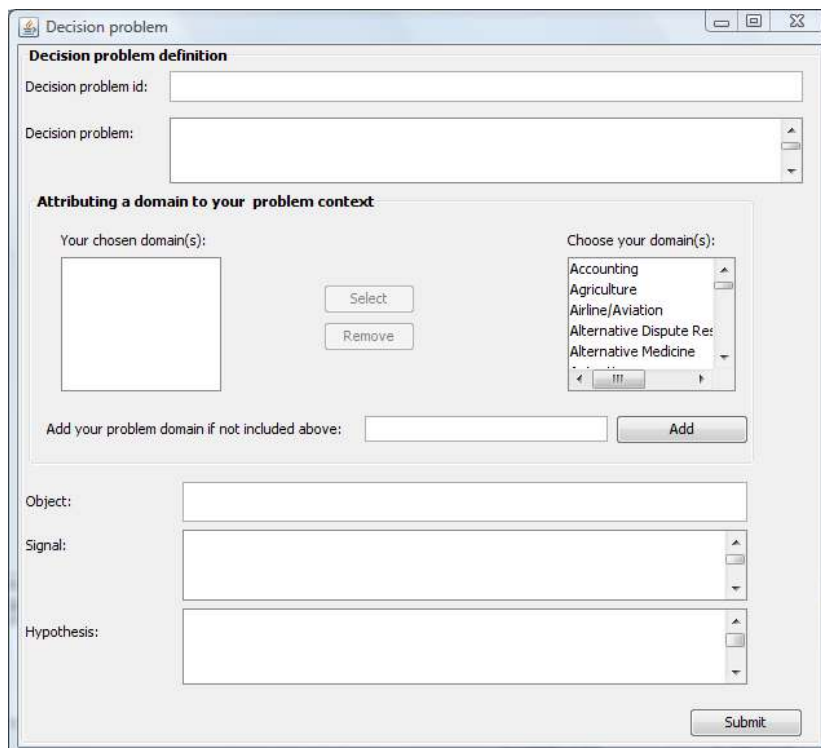 Decision problem
Decision problem definition
Decision problem id:
Decision problem:
Attributing a domain to your problem context
Your chosen domain(s):
Choose your domain(s):
Accounting
Agriculture
Airline/Aviation
Alternative Dispute Res
Alternative Medicine
Select
Remove
Add your problem domain if not included above:
Add
Object:
Signal:
Hypothesis:
Submit